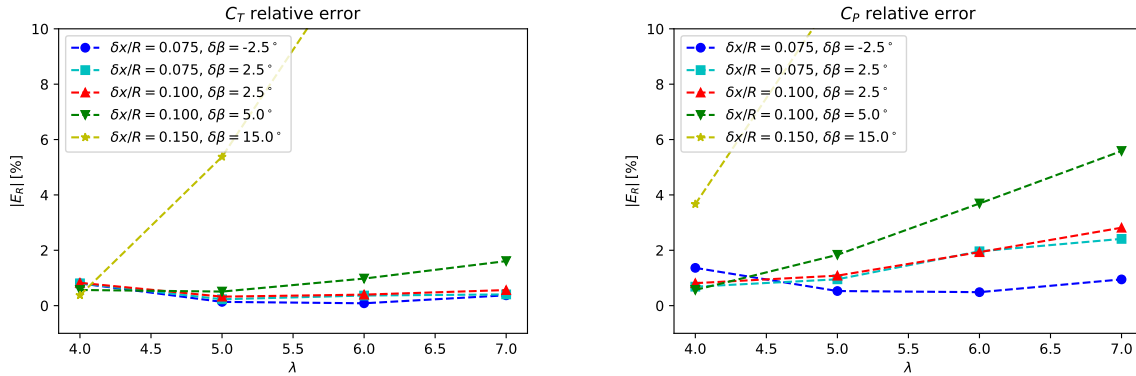 C_T relative error
|E_R| [%]
10
8
6
4
2
0
δx/R = 0.075, δβ = -2.5°
δx/R = 0.075, δβ = 2.5°
δx/R = 0.100, δβ = 2.5°
δx/R = 0.100, δβ = 5.0°
δx/R = 0.150, δβ = 15.0°
4.0 4.5 5.0 5.5 6.0 6.5 7.0
λ
C_P relative error
|E_R| [%]
10
8
6
4
2
0
δx/R = 0.075, δβ = -2.5°
δx/R = 0.075, δβ = 2.5°
δx/R = 0.100, δβ = 2.5°
δx/R = 0.100, δβ = 5.0°
δx/R = 0.150, δβ = 15.0°
4.0 4.5 5.0 5.5 6.0 6.5 7.0
λ